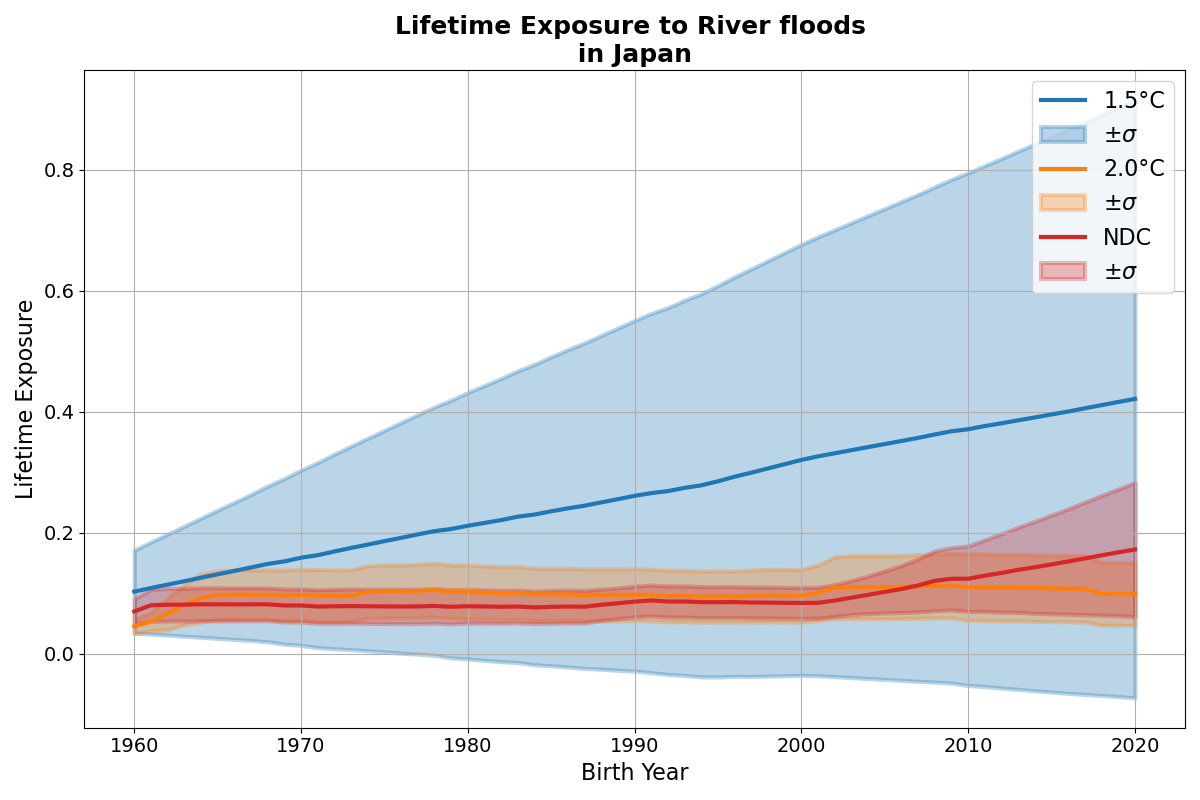 Lifetime Exposure to River floods
in Japan
Lifetime Exposure
0.8
0.6
0.4
0.2
0.0
1960
1970
1980
1990
2000
2010
2020
Birth Year
1.5°C
±σ
2.0°C
±σ
NDC
±σ